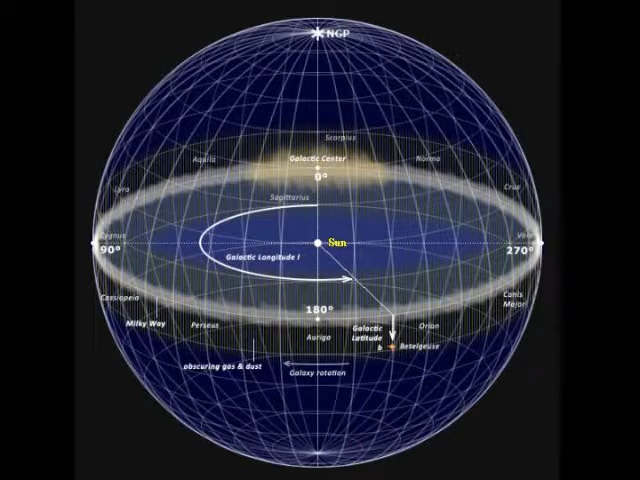 NGP
Scorpius
Aquila
Galactic Center
Norma
0°
Lyra
Crux
Sagittarius
Cygnus
Sun
Vela
90°
270°
Galactic Longitude l
Cassiopeia
Canis
Major
180°
Milky Way
Perseus
Auriga
Galactic
Latitude
b
Orion
Betelgeuse
obscuring gas & dust
Galaxy rotation